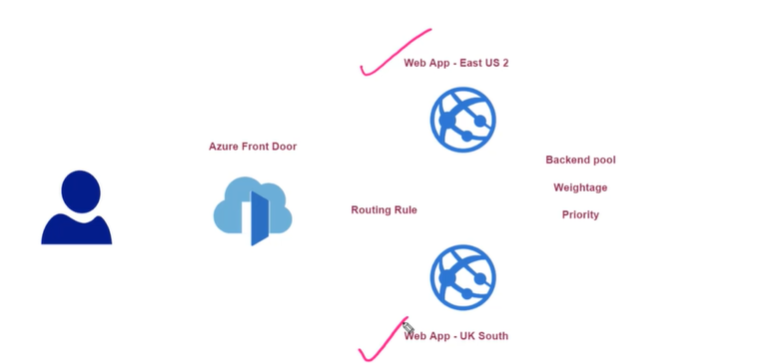 Web App - East US 2
Azure Front Door
Backend pool
Weightage
Routing Rule
Priority
Web App - UK South